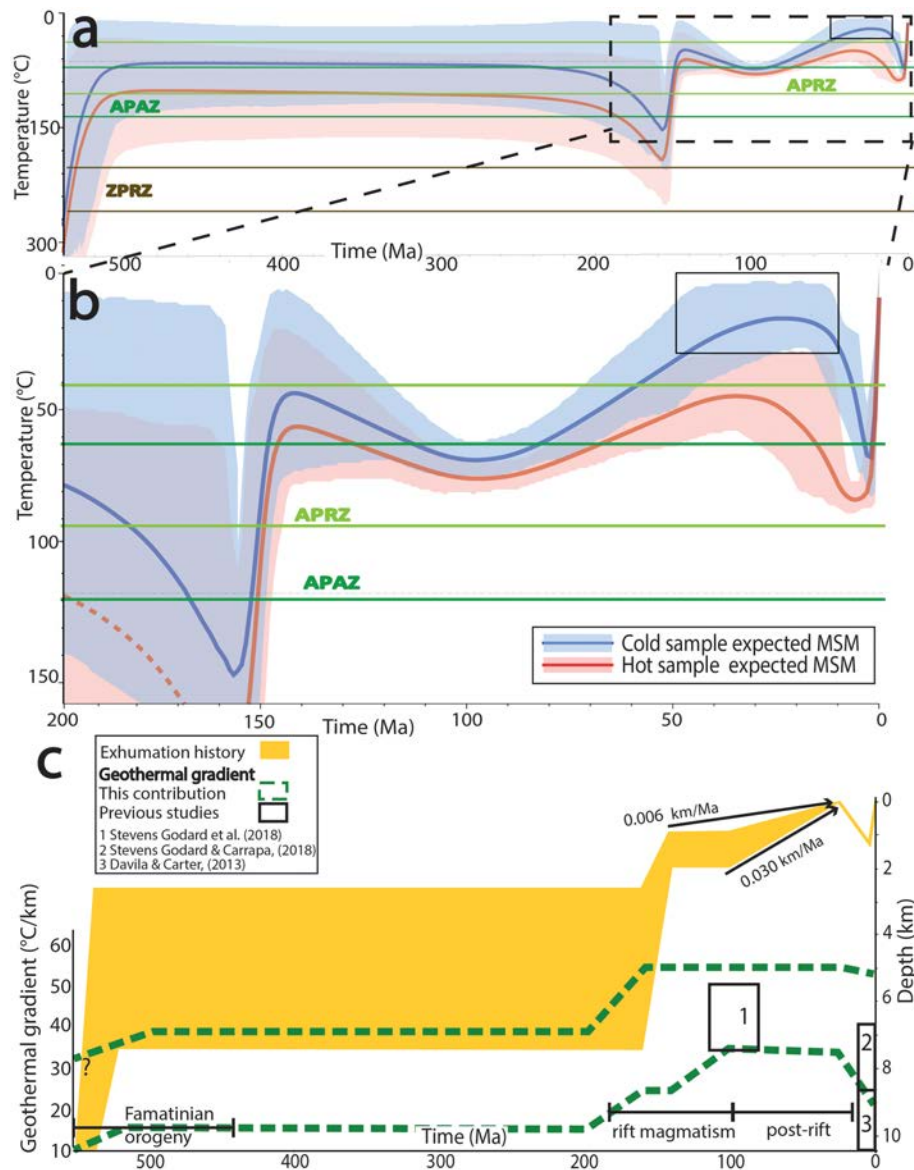 a
0
150
300
Temperature (°C)
APAZ
APRZ
ZPRZ
500
400
300
200
100
0
Time (Ma)
b
0
50
100
150
Temperature (°C)
APRZ
APAZ
Cold sample expected MSM
Hot sample expected MSM
200
150
100
50
0
Time (Ma)
c
Exhumation history
Geothermal gradient
This contribution
Previous studies
1 Stevens Godard et al. (2018)
2 Stevens Godard & Carrapa, (2018)
3 Davila & Carter, (2013)
0.006 km/Ma
0.030 km/Ma
Geothermal gradient (°C/km)
60
50
40
30
20
10
0
2
4
6
8
10
Depth (km)
?
1
2
3
Famatinian
orogeny
Time (Ma)
rift magmatism
post-rift
500
400
300
200
100
0